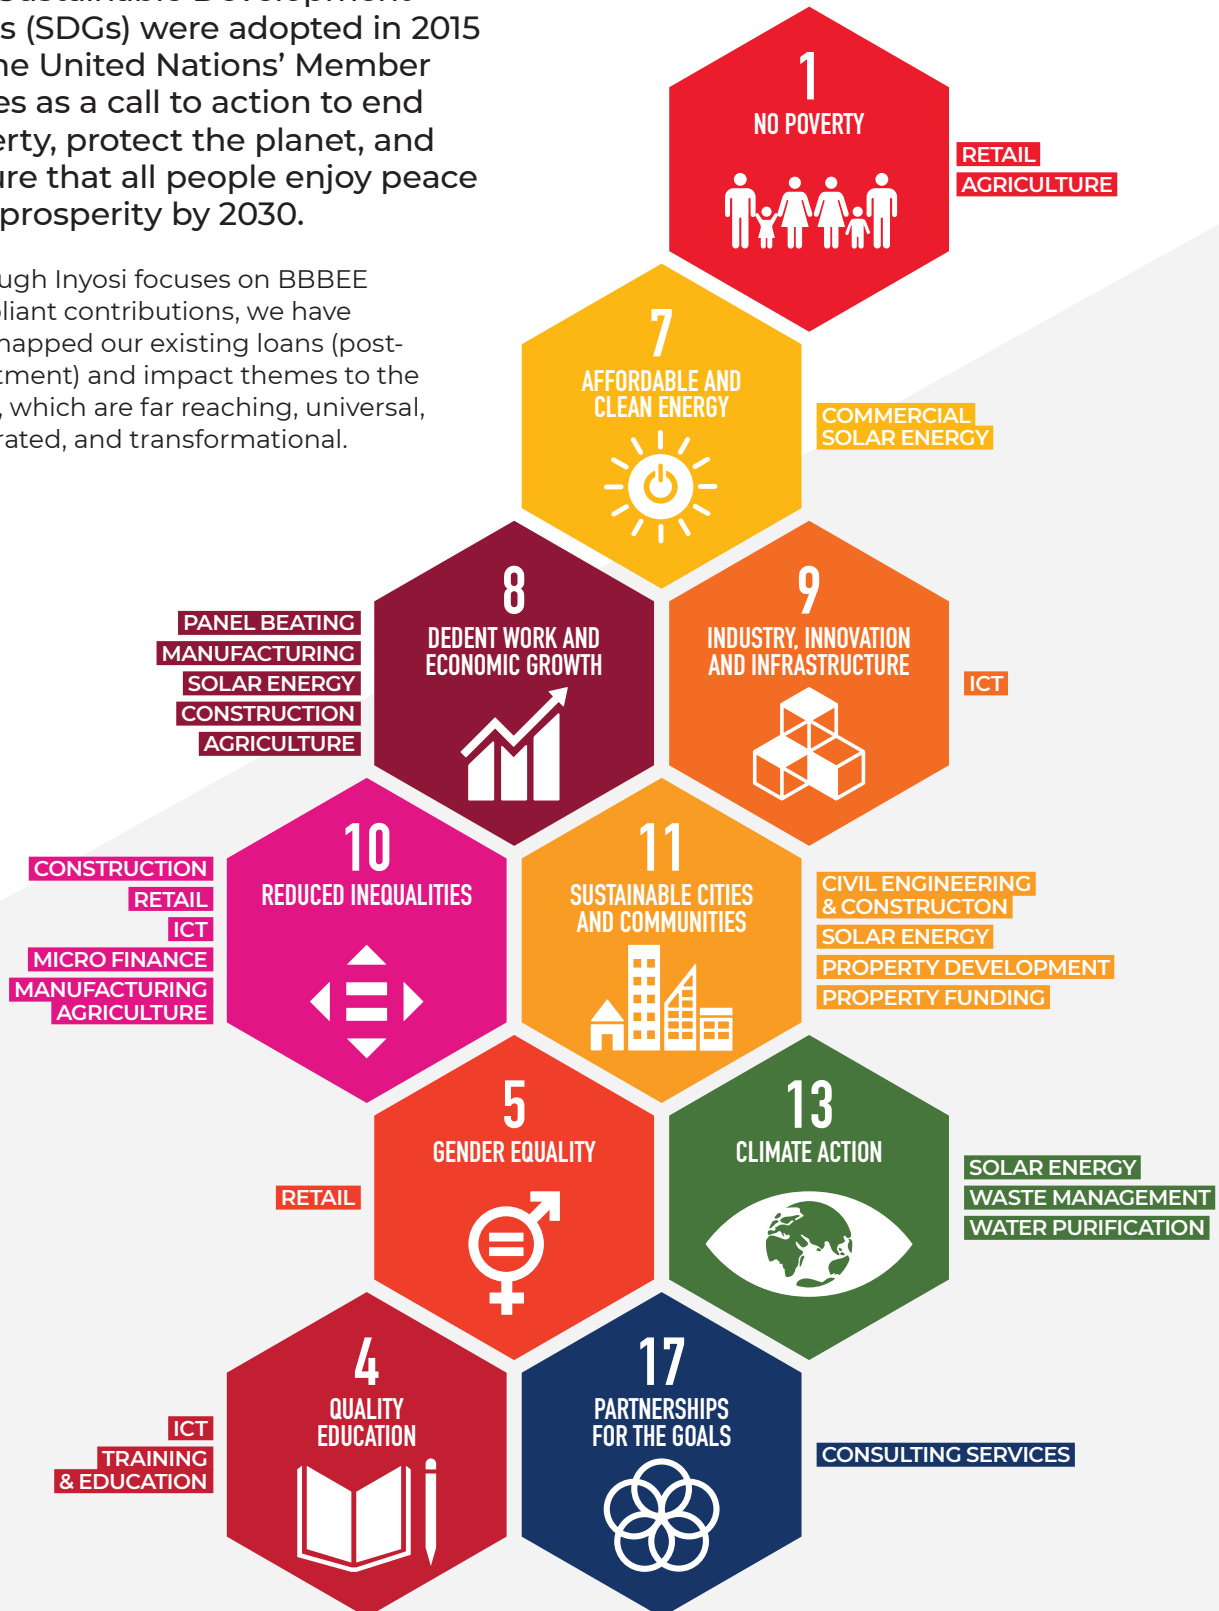 s (SDGs) were adopted in 2015
ne United Nations’ Member
es as a call to action to end
erty, protect the planet, and
ure that all people enjoy peace
prosperity by 2030.
ugh Inyosi focuses on BBBEE
pliant contributions, we have
napped our existing loans (post-
tment) and impact themes to the
, which are far reaching, universal,
rated, and transformational.
1
NO POVERTY
RETAIL
AGRICULTURE
7
AFFORDABLE AND
CLEAN ENERGY
COMMERCIAL
SOLAR ENERGY
8
DEDENT WORK AND
ECONOMIC GROWTH
PANEL BEATING
MANUFACTURING
SOLAR ENERGY
CONSTRUCTION
AGRICULTURE
9
INDUSTRY, INNOVATION
AND INFRASTRUCTURE
ICT
10
REDUCED INEQUALITIES
CONSTRUCTION
RETAIL
ICT
MICRO FINANCE
MANUFACTURING
AGRICULTURE
11
SUSTAINABLE CITIES
AND COMMUNITIES
CIVIL ENGINEERING
& CONSTRUCTON
SOLAR ENERGY
PROPERTY DEVELOPMENT
PROPERTY FUNDING
5
GENDER EQUALITY
RETAIL
13
CLIMATE ACTION
SOLAR ENERGY
WASTE MANAGEMENT
WATER PURIFICATION
4
QUALITY
EDUCATION
ICT
TRAINING
& EDUCATION
17
PARTNERSHIPS
FOR THE GOALS
CONSULTING SERVICES